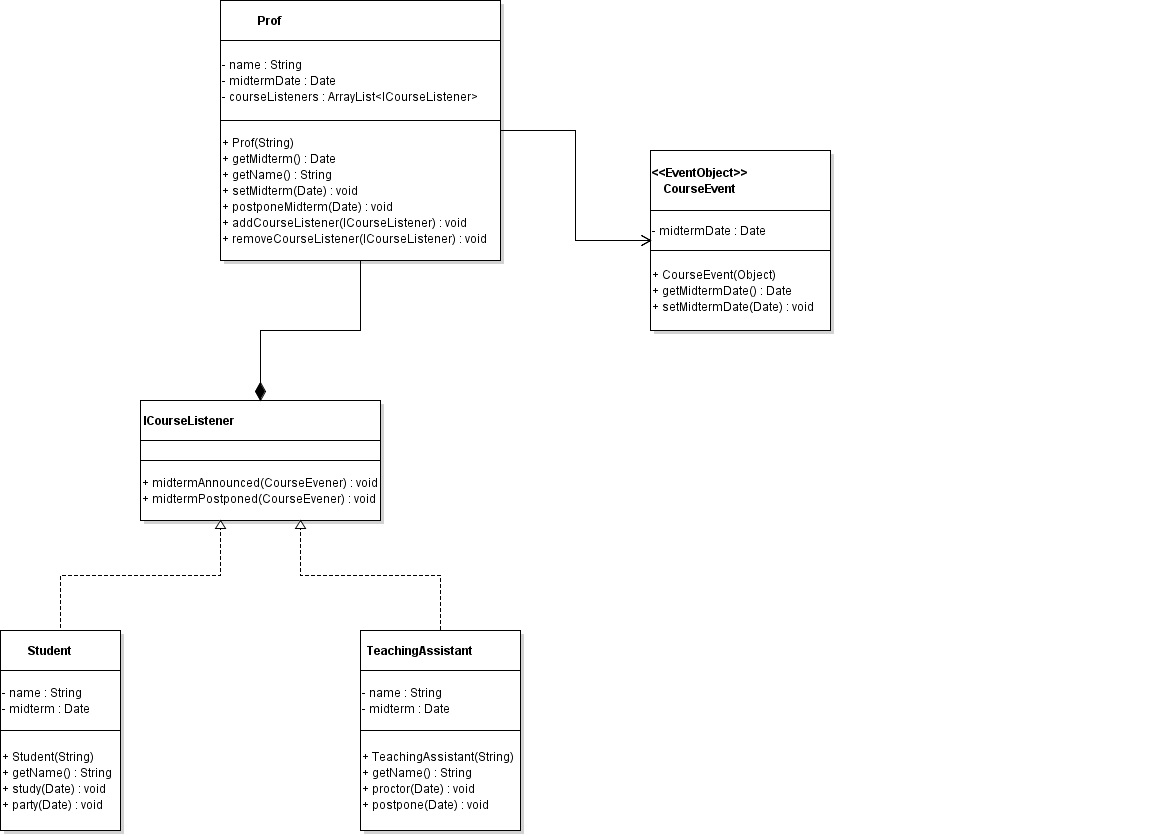 Prof
- name : String
- midtermDate : Date
- courseListeners : ArrayList<ICourseListener>
+ Prof(String)
+ getMidterm() : Date
+ getName() : String
+ setMidterm(Date) : void
+ postponeMidterm(Date) : void
+ addCourseListener(ICourseListener) : void
+ removeCourseListener(ICourseListener) : void
<<EventObject>>
CourseEvent
- midtermDate : Date
+ CourseEvent(Object)
+ getMidtermDate() : Date
+ setMidtermDate(Date) : void
ICourseListener
+ midtermAnnounced(CourseEvener) : void
+ midtermPostponed(CourseEvener) : void
Student
- name : String
- midterm : Date
+ Student(String)
+ getName() : String
+ study(Date) : void
+ party(Date) : void
TeachingAssistant
- name : String
- midterm : Date
+ TeachingAssistant(String)
+ getName() : String
+ proctor(Date) : void
+ postpone(Date) : void